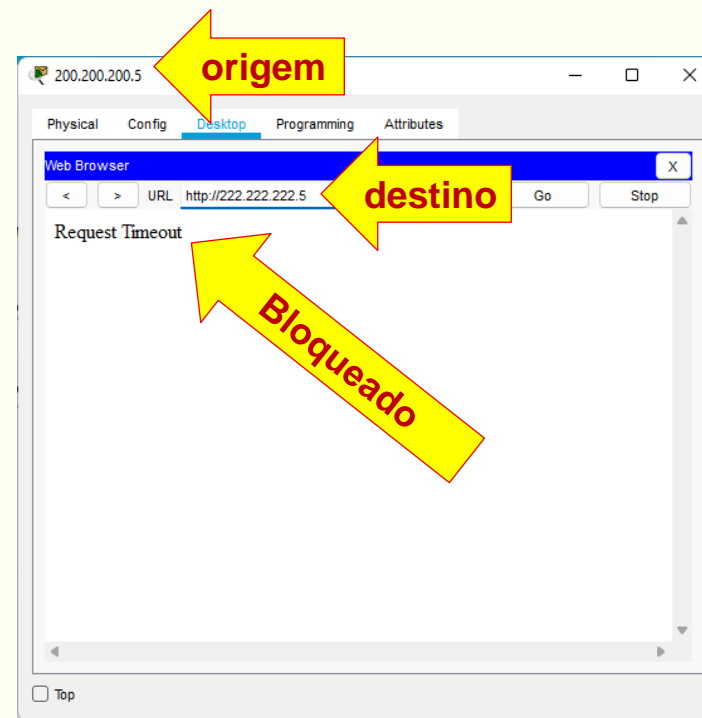 origem
200.200.200.5
Physical Config Desktop Programming Attributes
Web Browser X
< > URL http://222.222.222.5 destino Go Stop
Request Timeout
Bloqueado
Top